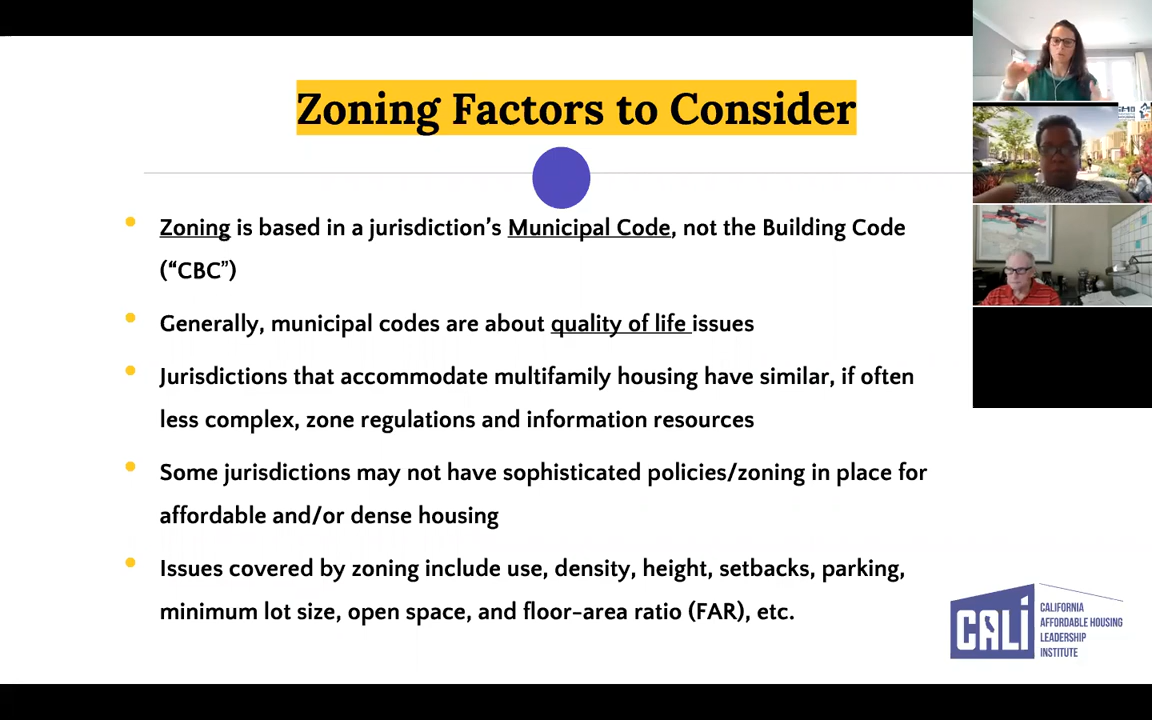 Zoning Factors to Consider
Zoning is based in a jurisdiction’s Municipal Code, not the Building Code
(“CBC”)
Generally, municipal codes are about quality of life issues
Jurisdictions that accommodate multifamily housing have similar, if often
less complex, zone regulations and information resources
Some jurisdictions may not have sophisticated policies/zoning in place for
affordable and/or dense housing
Issues covered by zoning include use, density, height, setbacks, parking,
minimum lot size, open space, and floor-area ratio (FAR), etc.
CALI
CALIFORNIA
AFFORDABLE HOUSING
LEADERSHIP
INSTITUTE